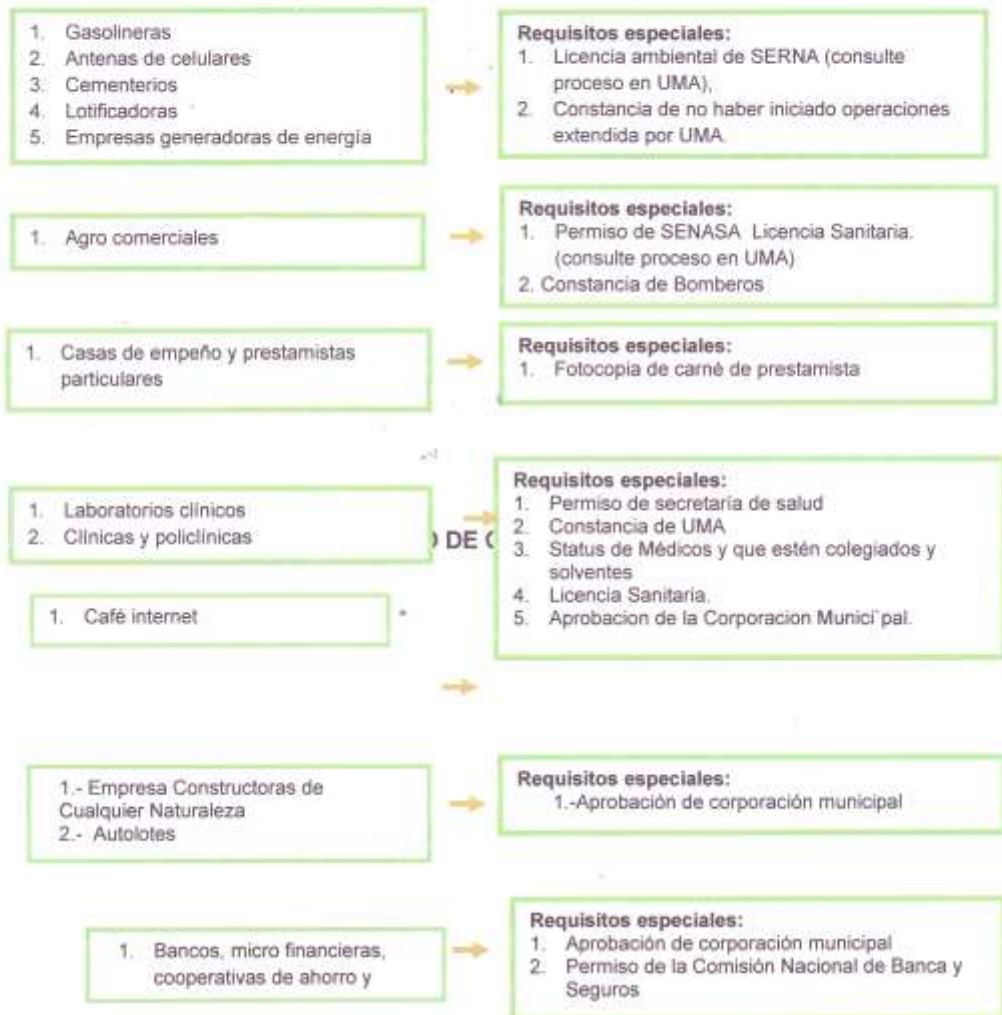 1. Gasolineras
2. Antenas de celulares
3. Cementerios
4. Lotificadoras
5. Empresas generadoras de energía
Requisitos especiales:
1. Licencia ambiental de SERNA (consulte
proceso en UMA),
2. Constancia de no haber iniciado operaciones
extendida por UMA.
1. Agro comerciales
Requisitos especiales:
1. Permiso de SENASA Licencia Sanitaria.
(consulte proceso en UMA)
2. Constancia de Bomberos
1. Casas de empeño y prestamistas
particulares
Requisitos especiales:
1. Fotocopia de carné de prestamista
1. Laboratorios clínicos
2. Clínicas y policlínicas
DE
Requisitos especiales:
1. Permiso de secretaría de salud
2. Constancia de UMA
3. Status de Médicos y que estén colegiados y
solventes
4. Licencia Sanitaria.
5. Aprobacion de la Corporacion Munici pal.
1. Café internet
1.- Empresa Constructoras de
Cualquier Naturaleza
2.- Autolotes
Requisitos especiales:
1.-Aprobación de corporación municipal
1. Bancos, micro financieras,
cooperativas de ahorro y
Requisitos especiales:
1. Aprobación de corporación municipal
2. Permiso de la Comisión Nacional de Banca y
Seguros